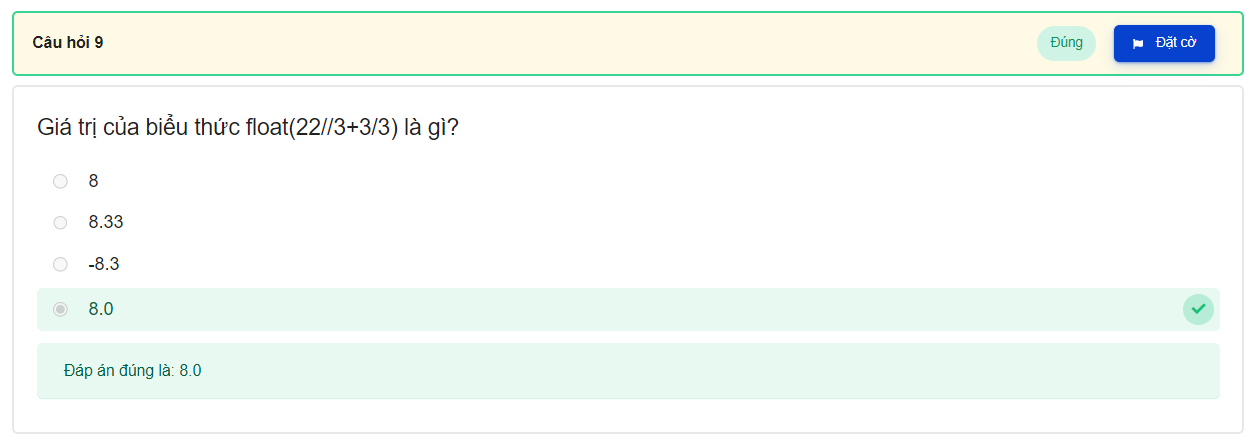 Câu hỏi 9
Đúng
Đặt cờ
Giá trị của biểu thức float(22//3+3/3) là gì?
8
8.33
-8.3
8.0
Đáp án đúng là: 8.0